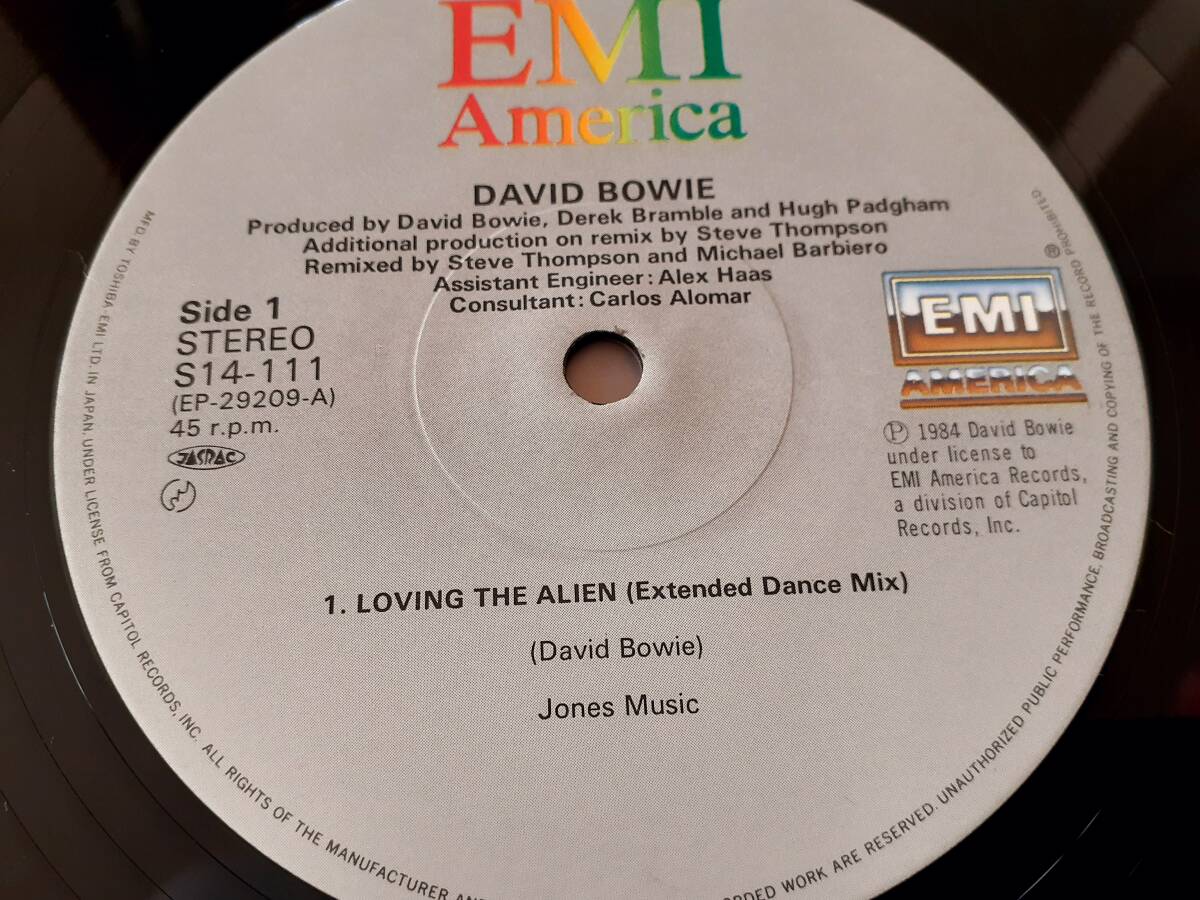 EMI
America
DAVID BOWIE
Produced by David Bowie, Derek Bramble and Hugh Padgham
Additional production on remix by Steve Thompson
Remixed by Steve Thompson and Michael Barbiero
Assistant Engineer: Alex Haas
Consultant: Carlos Alomar
Side 1
STEREO
S14-111
(EP-29209-A)
45 r.p.m.
JASRAC
®
EMI
AMERICA
Ⓟ 1984 David Bowie
under license to
EMI America Records,
a division of Capitol
Records, Inc.
1. LOVING THE ALIEN (Extended Dance Mix)
(David Bowie)
Jones Music
MFD. BY TOSHIBA-EMI LTD. IN JAPAN. UNDER LICENSE FROM CAPITOL RECORDS, INC. ALL RIGHTS OF THE MANUFACTURER WORK ARE RESERVED. UNAUTHORIZED PUBLIC PERFORMANCE, BROADCASTING AND COPYING OF THE RECORD PROHIBITED